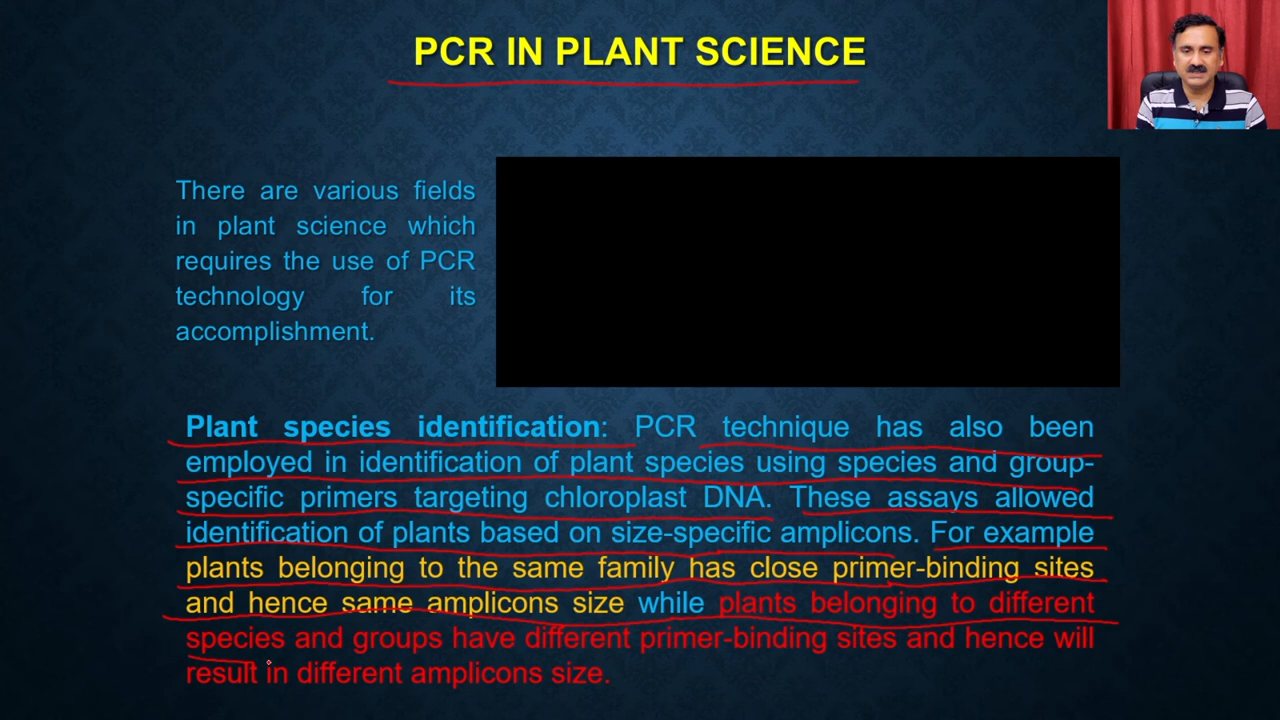 PCR IN PLANT SCIENCE
There are various fields
in plant science which
requires the use of PCR
technology for its
accomplishment.
Plant species identification: PCR technique has also been
employed in identification of plant species using species and group-
specific primers targeting chloroplast DNA. These assays allowed
identification of plants based on size-specific amplicons. For example
plants belonging to the same family has close primer-binding sites
and hence same amplicons size while plants belonging to different
species and groups have different primer-binding sites and hence will
result in different amplicons size.